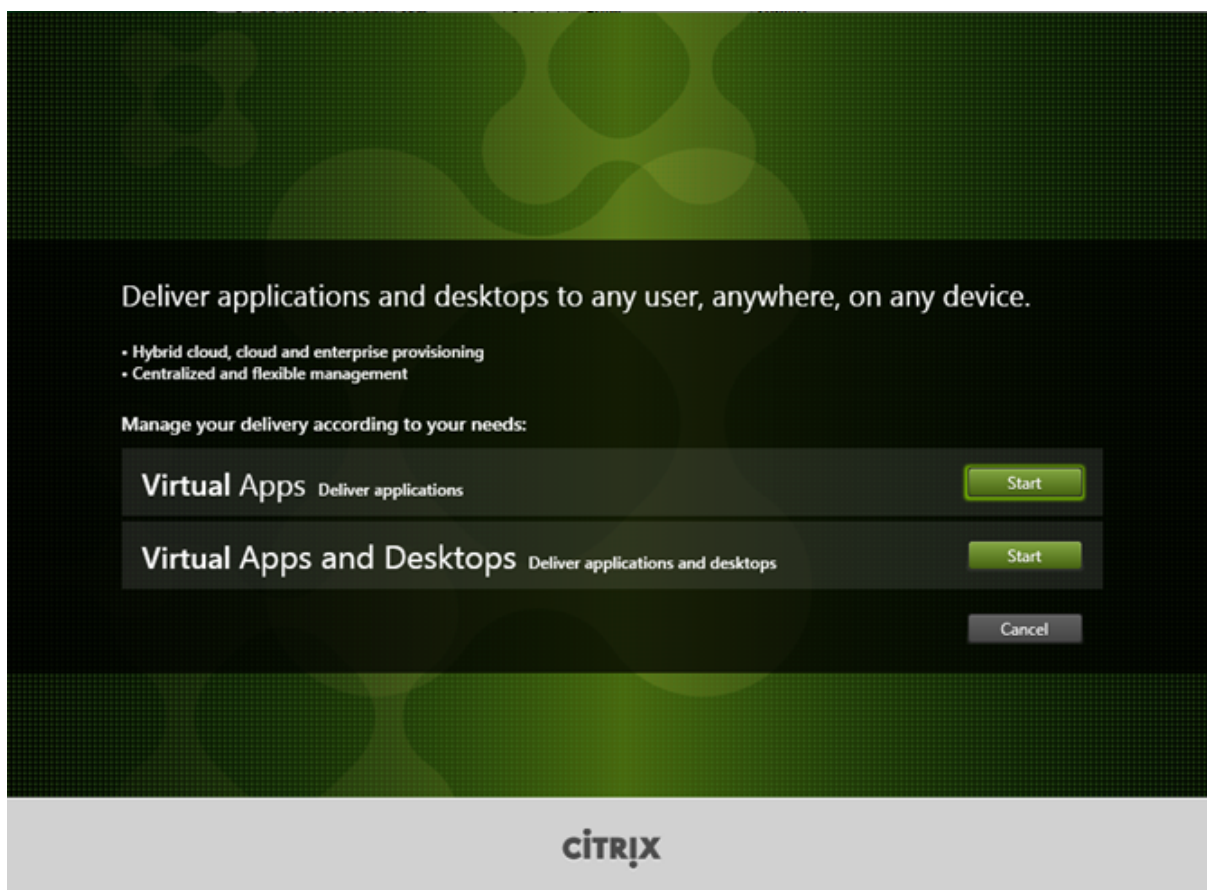 Deliver applications and desktops to any user, anywhere, on any device.
• Hybrid cloud, cloud and enterprise provisioning
• Centralized and flexible management
Manage your delivery according to your needs:
Virtual Apps Deliver applications
Start
Virtual Apps and Desktops Deliver applications and desktops
Start
Cancel
CİTRIX